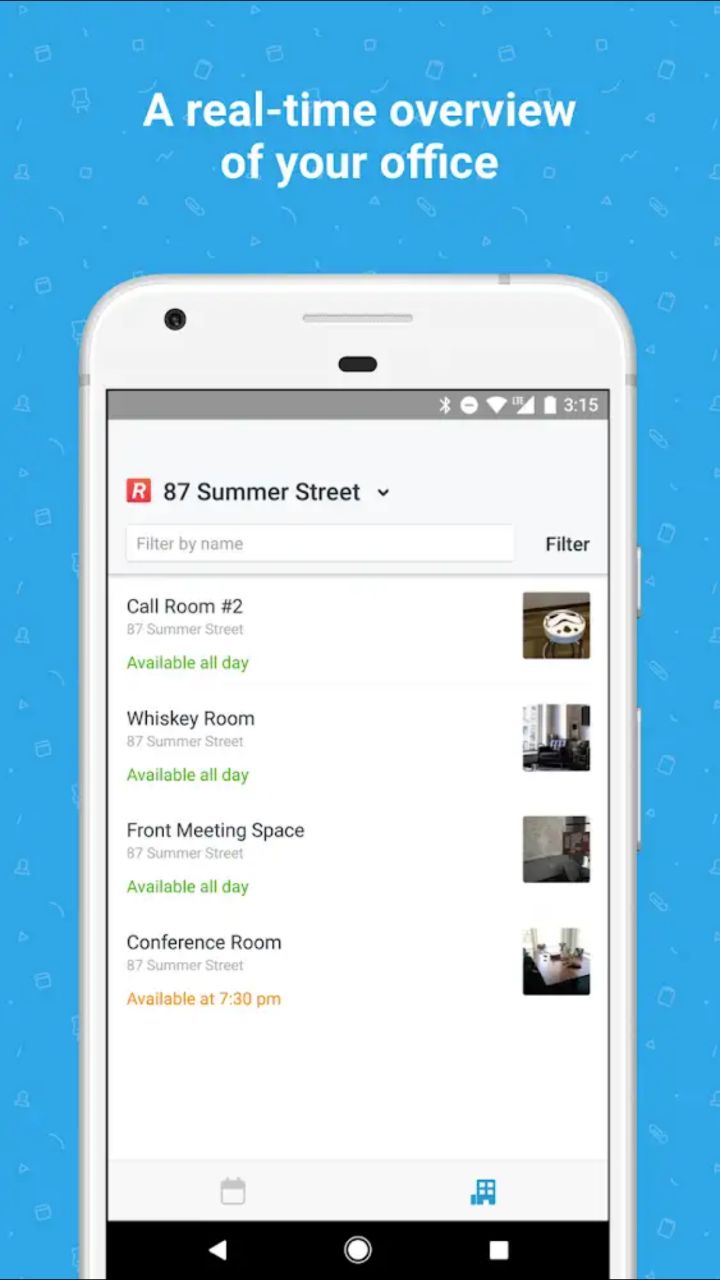 A real-time overview
of your office
LTE 3:15
R 87 Summer Street
Filter by name Filter
Call Room #2
87 Summer Street
Available all day
Whiskey Room
87 Summer Street
Available all day
Front Meeting Space
87 Summer Street
Available all day
Conference Room
87 Summer Street
Available at 7:30 pm